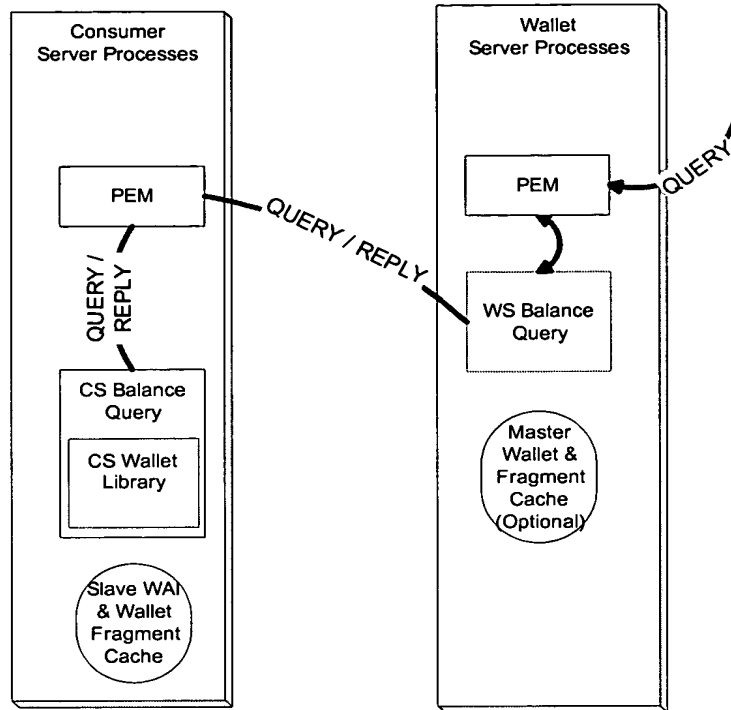 Consumer
Server Processes
PEM
QUERY /
REPLY
CS Balance
Query
CS Wallet
Library
Slave WAI
& Wallet
Fragment
Cache
QUERY / REPLY
Wallet
Server Processes
PEM
QUERY
WS Balance
Query
Master
Wallet &
Fragment
Cache
(Optional)